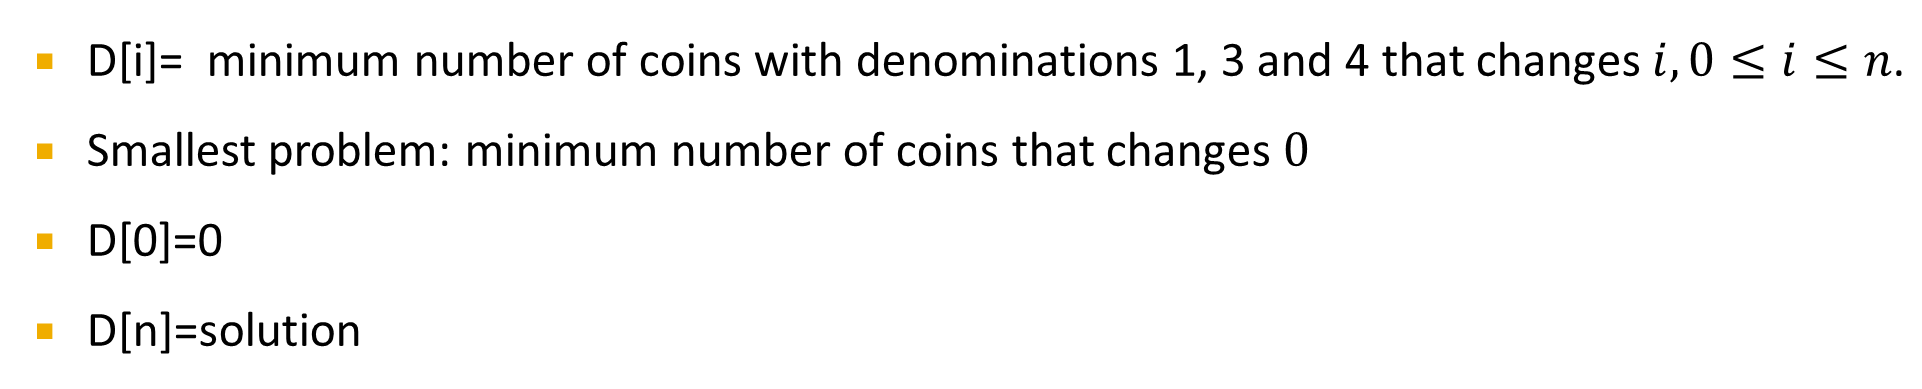 ▪ D[i]= minimum number of coins with denominations 1, 3 and 4 that changes i, 0 ≤ i ≤ n.
▪ Smallest problem: minimum number of coins that changes 0
▪ D[0]=0
▪ D[n]=solution